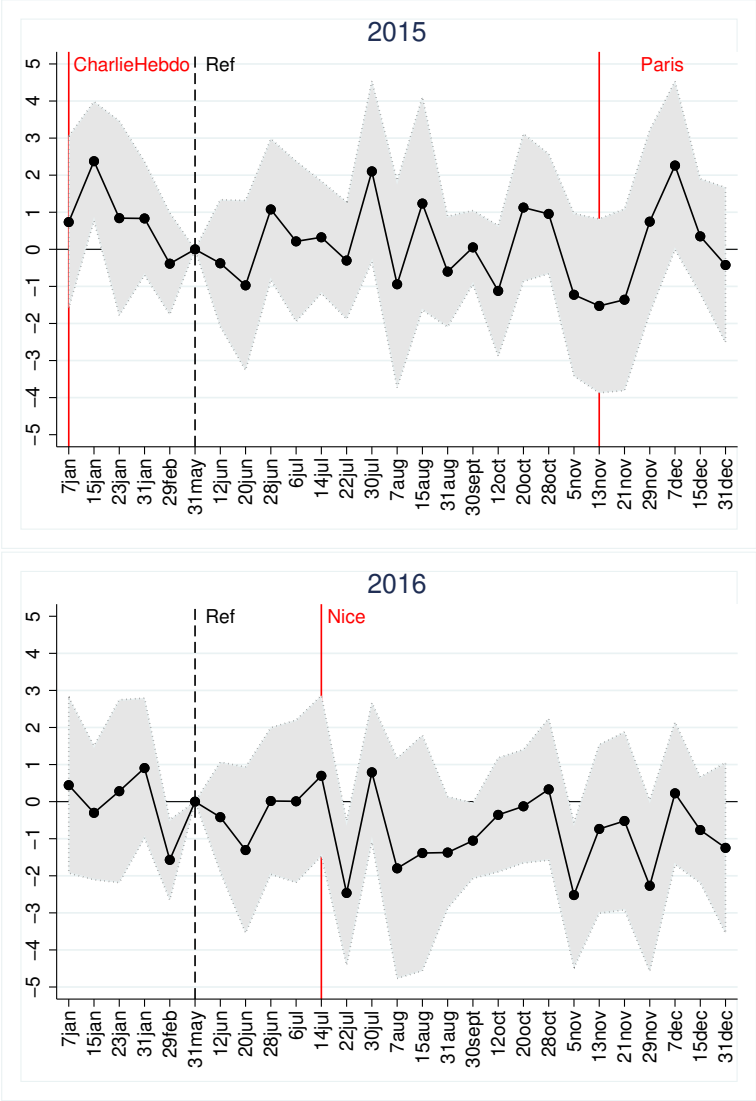 2015
CharlieHebdo
Ref
Paris
5
4
3
2
1
0
−1
−2
−3
−4
−5
7jan
15jan
23jan
31jan
29feb
31may
12jun
20jun
28jun
6jul
14jul
22jul
30jul
7aug
15aug
31aug
30sept
12oct
20oct
28oct
5nov
13nov
21nov
29nov
7dec
15dec
31dec
2016
Ref
Nice
5
4
3
2
1
0
−1
−2
−3
−4
−5
7jan
15jan
23jan
31jan
29feb
31may
12jun
20jun
28jun
6jul
14jul
22jul
30jul
7aug
15aug
31aug
30sept
12oct
20oct
28oct
5nov
13nov
21nov
29nov
7dec
15dec
31dec